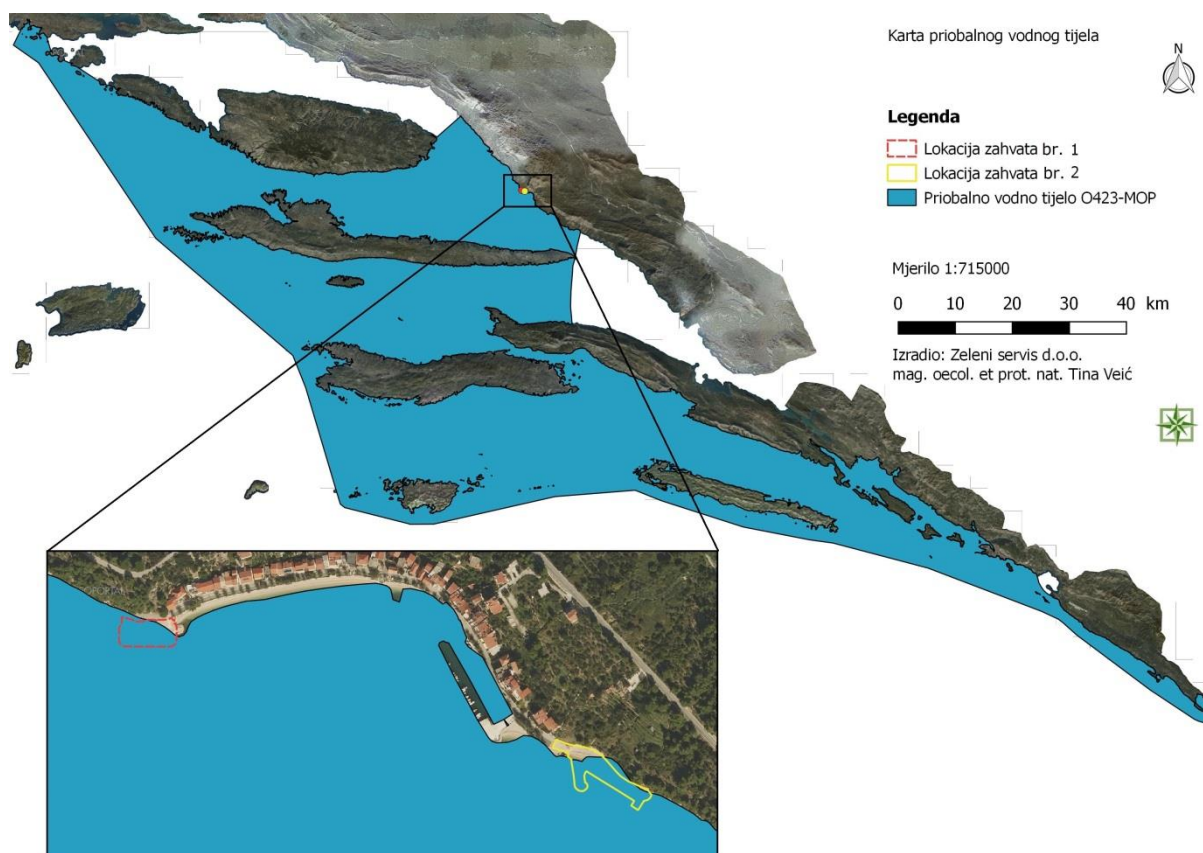 Karta priobalnog vodnog tijela
N
Legenda
Lokacija zahvata br. 1
Lokacija zahvata br. 2
Priobalno vodno tijelo O423-MOP
Mjerilo 1:715000
0 10 20 30 40 km
Izradio: Zeleni servis d.o.o.
mag. oecol. et prot. nat. Tina Veić